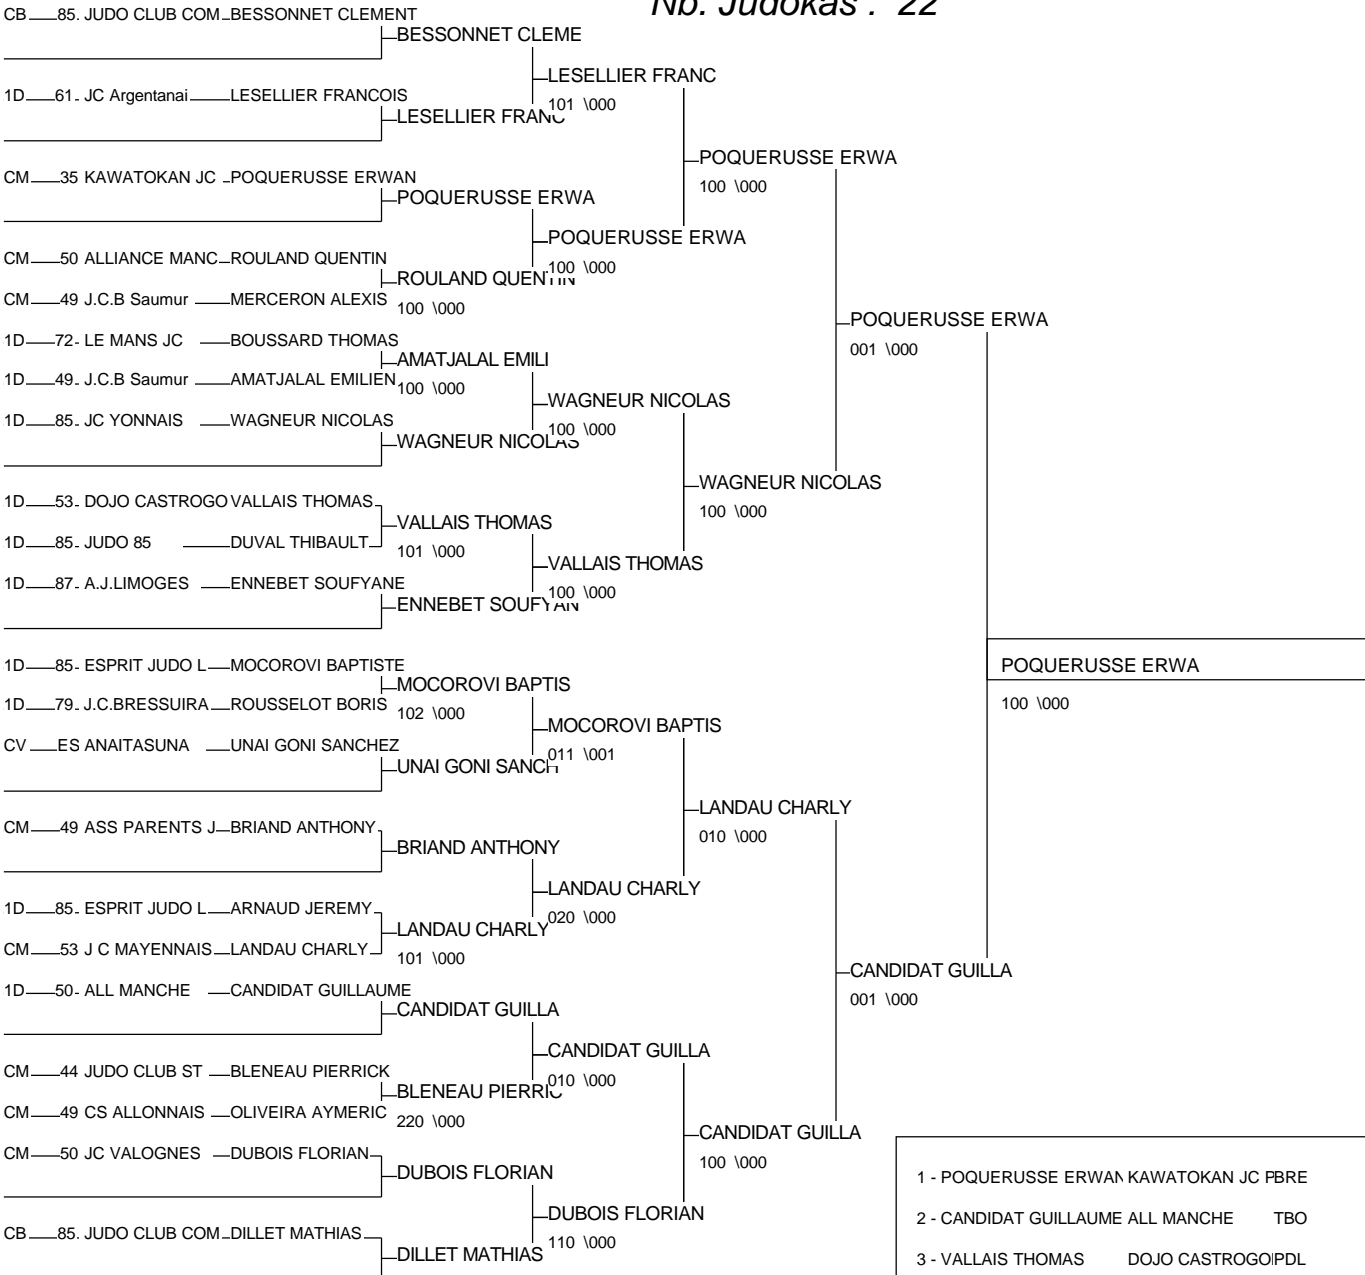 Nb. Judokas : 22
CB 85. JUDO CLUB COM BESSONNET CLEMENT
BESSONNET CLEME
LESELLIER FRANC
101 \000
1D 61. JC Argentanai LESELLIER FRANCOIS
LESELLIER FRANC
POQUERUSSE ERWA
100 \000
CM 35 KAWATOKAN JC POQUERUSSE ERWAN
POQUERUSSE ERWA
POQUERUSSE ERWA
100 \000
CM 50 ALLIANCE MANC ROULAND QUENTIN
ROULAND QUENTIN
100 \000
CM 49 J.C.B Saumur MERCERON ALEXIS
POQUERUSSE ERWA
001 \000
1D 72- LE MANS JC BOUSSARD THOMAS
AMATJALAL EMILI
100 \000
1D 49. J.C.B Saumur AMATJALAL EMILIEN
WAGNEUR NICOLAS
100 \000
1D 85. JC YONNAIS WAGNEUR NICOLAS
WAGNEUR NICOLAS
WAGNEUR NICOLAS
100 \000
1D 53. DOJO CASTROGO VALLAIS THOMAS
VALLAIS THOMAS
101 \000
1D 85. JUDO 85 DUVAL THIBAULT
VALLAIS THOMAS
100 \000
1D 87- A.J.LIMOGES ENNEBET SOUFYANE
ENNEBET SOUFYAN
POQUERUSSE ERWA
100 \000
1D 85- ESPRIT JUDO L MOCOROVI BAPTISTE
MOCOROVI BAPTIS
102 \000
1D 79. J.C.BRESSUIRA ROUSSELOT BORIS
MOCOROVI BAPTIS
011 \001
CV ES ANAITASUNA UNAI GONI SANCHEZ
UNAI GONI SANCH
LANDAU CHARLY
010 \000
CM 49 ASS PARENTS J BRIAND ANTHONY
BRIAND ANTHONY
LANDAU CHARLY
020 \000
1D 85. ESPRIT JUDO L ARNAUD JEREMY
LANDAU CHARLY
101 \000
CM 53 J C MAYENNAIS LANDAU CHARLY
CANDIDAT GUILLA
001 \000
1D 50- ALL MANCHE CANDIDAT GUILLAUME
CANDIDAT GUILLA
CANDIDAT GUILLA
010 \000
CM 44 JUDO CLUB ST BLENEAU PIERRICK
BLENEAU PIERRIC
220 \000
CM 49 CS ALLONNAIS OLIVEIRA AYMERIC
CANDIDAT GUILLA
100 \000
CM 50 JC VALOGNES DUBOIS FLORIAN
DUBOIS FLORIAN
DUBOIS FLORIAN
110 \000
CB 85. JUDO CLUB COM DILLET MATHIAS
DILLET MATHIAS
1 - POQUERUSSE ERWAN KAWATOKAN JC P BRE
2 - CANDIDAT GUILLAUME ALL MANCHE TBO
3 - VALLAIS THOMAS DOJO CASTROGO PDL